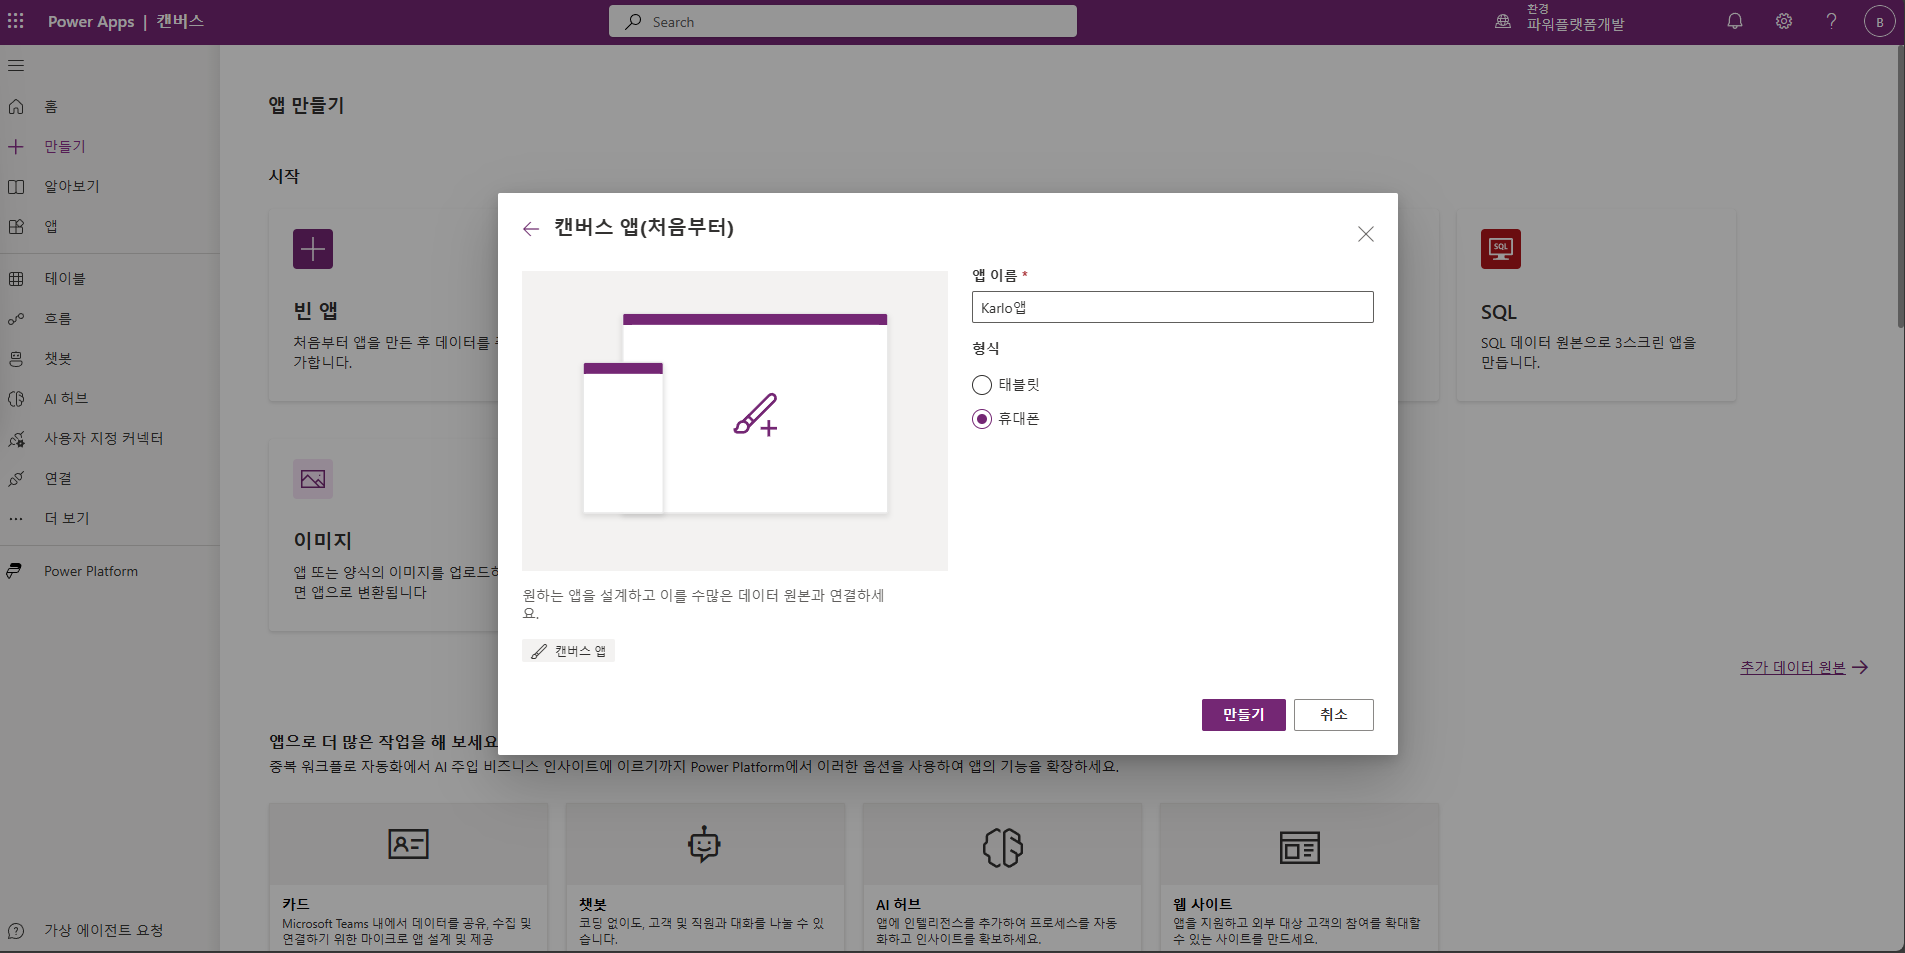 Power Apps | 캔버스
Search
환경
파워플랫폼개발
B
홈
만들기
알아보기
앱
테이블
흐름
챗봇
AI 허브
사용자 지정 커넥터
연결
더 보기
Power Platform
가상 에이전트 요청
앱 만들기
시작
빈 앱
처음부터 앱을 만든 후 데이터를
가합니다.
SQL
SQL
SQL 데이터 원본으로 3스크린 앱을
만듭니다.
이미지
앱 또는 양식의 이미지를 업로드하
면 앱으로 변환됩니다
캔버스 앱(처음부터)
앱 이름 *
Karlo앱
형식
태블릿
휴대폰
원하는 앱을 설계하고 이를 수많은 데이터 원본과 연결하세
요.
캔버스 앱
만들기
취소
추가 데이터 원본
앱으로 더 많은 작업을 해 보세요
중복 워크플로 자동화에서 AI 주입 비즈니스 인사이트에 이르기까지 Power Platform에서 이러한 옵션을 사용하여 앱의 기능을 확장하세요.
카드
Microsoft Teams 내에서 데이터를 공유, 수집 및
연결하기 위한 마이크로 앱 설계 및 제공
챗봇
코딩 없이도, 고객 및 직원과 대화를 나눌 수 있
습니다.
AI 허브
앱에 인텔리전스를 추가하여 프로세스를 자동
화하고 인사이트를 확보하세요.
웹 사이트
앱을 지원하고 외부 대상 고객의 참여를 확대할
수 있는 사이트를 만드세요.